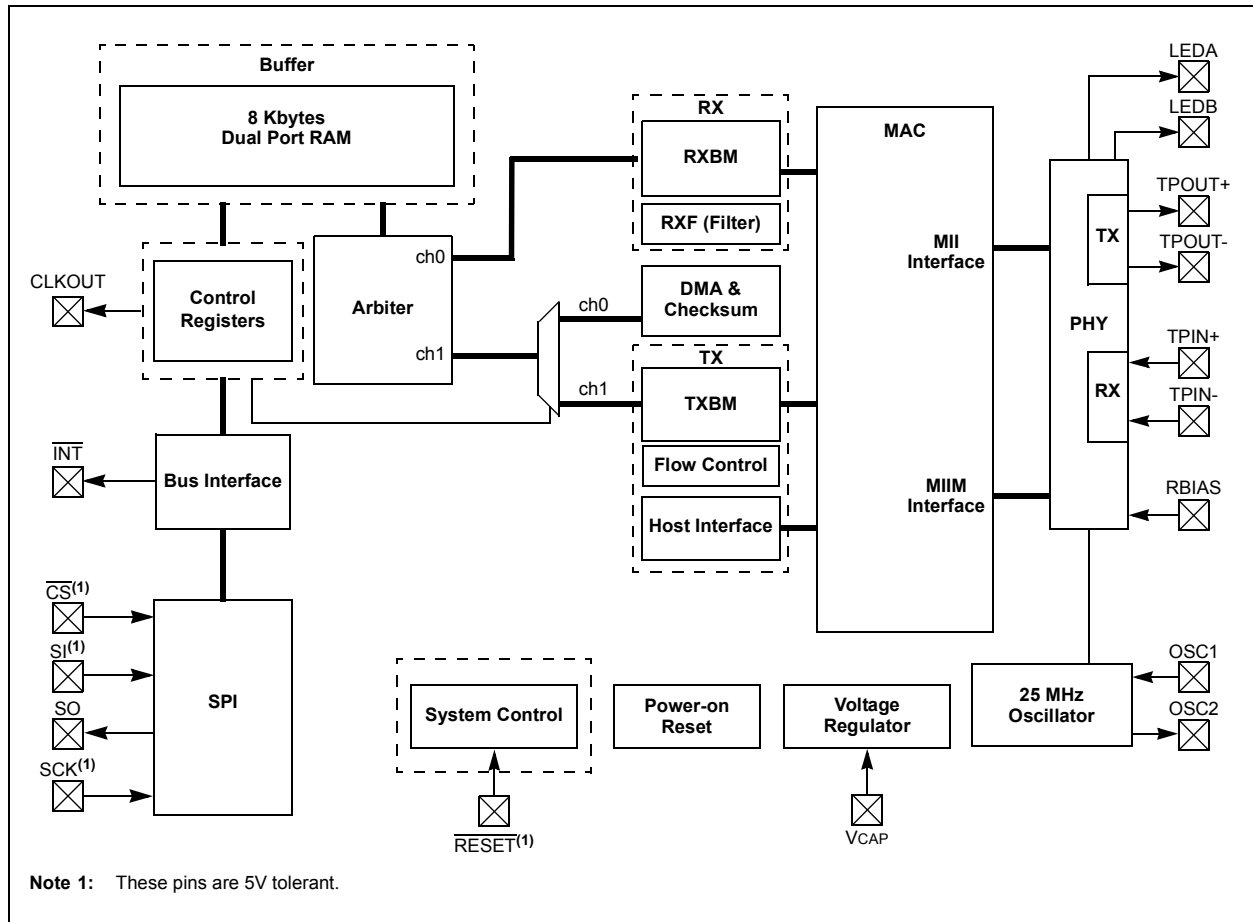 Buffer
8 Kbytes
Dual Port RAM
LEDA
LEDB
RX
RXBM
RXF (Filter)
MAC
TPOUT+
TX
TPOUT-
MII
Interface
ch0
Arbiter
ch1
CLKOUT
Control
Registers
ch0
DMA &
Checksum
PHY
TPIN+
RX
TPIN-
TX
ch1
TXBM
Flow Control
Host Interface
MIIM
Interface
RBIAS
INT
Bus Interface
CS(1)
SI(1)
SO
SCK(1)
SPI
System Control
Power-on
Reset
Voltage
Regulator
25 MHz
Oscillator
OSC1
OSC2
RESET(1)
VCAP
Note 1: These pins are 5V tolerant.